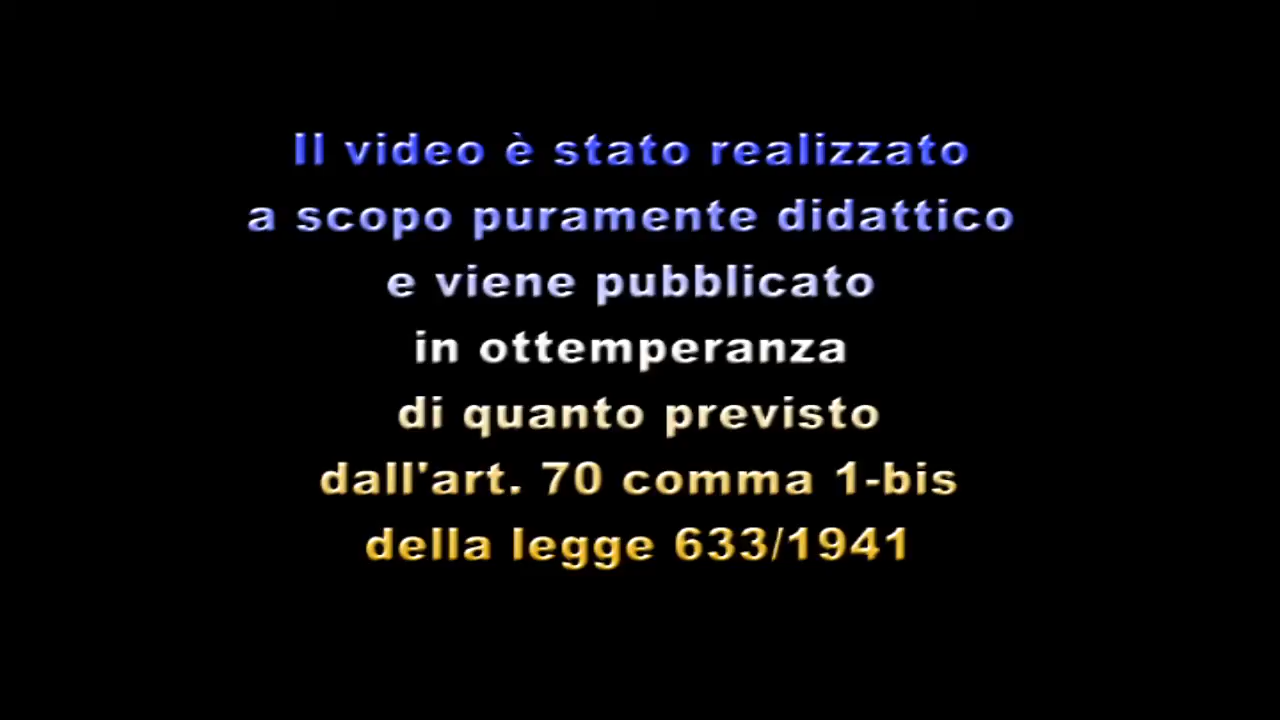 Il video è stato realizzato
a scopo puramente didattico
e viene pubblicato
in ottemperanza
di quanto previsto
dall'art. 70 comma 1-bis
della legge 633/1941